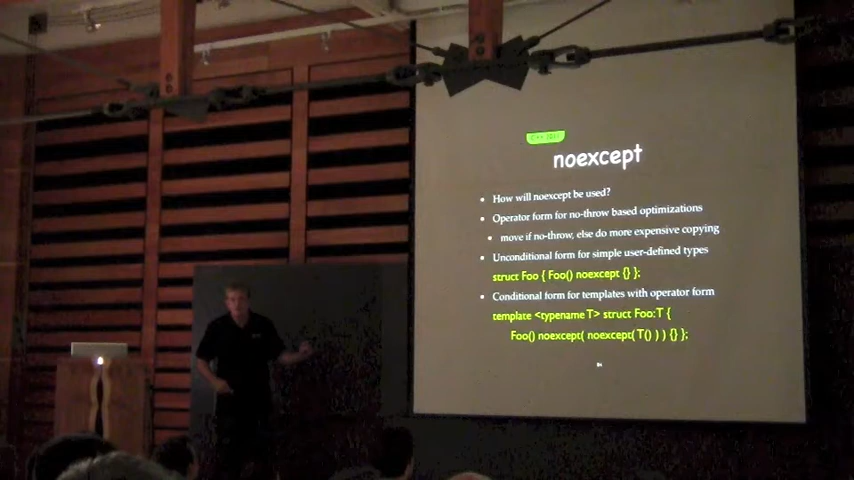 C++ 2011
noexcept
• How will noexcept be used?
• Operator form for no-throw based optimizations
• move if no-throw, else do more expensive copying
• Unconditional form for simple user-defined types
struct Foo { Foo() noexcept {} };
• Conditional form for templates with operator form
template <typename T> struct Foo:T {
Foo() noexcept( noexcept( T() ) ) {} };